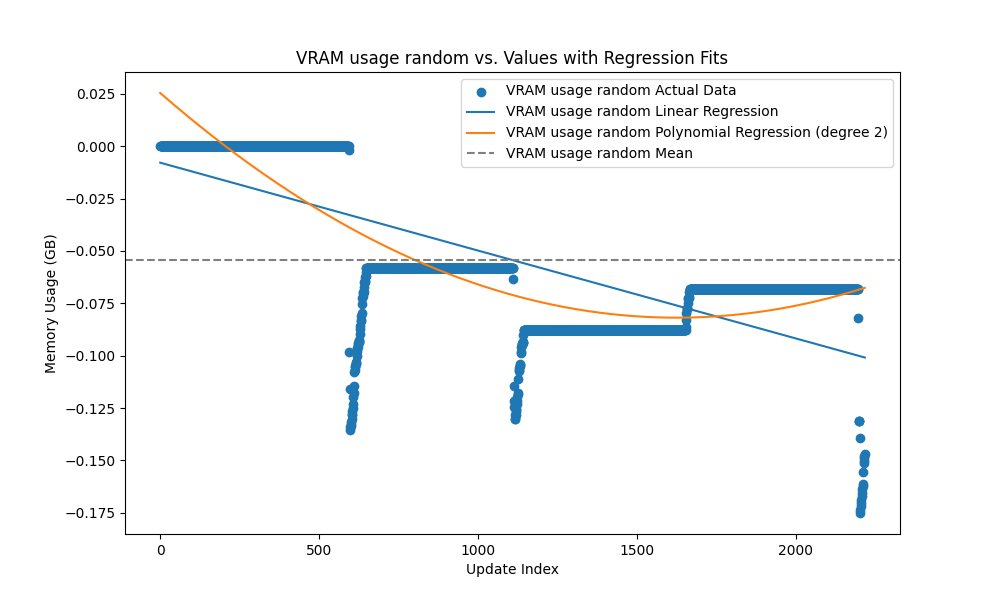 VRAM usage random vs. Values with Regression Fits
VRAM usage random Actual Data
VRAM usage random Linear Regression
VRAM usage random Polynomial Regression (degree 2)
VRAM usage random Mean
Memory Usage (GB)
0.025
0.000
−0.025
−0.050
−0.075
−0.100
−0.125
−0.150
−0.175
0
500
1000
1500
2000
Update Index